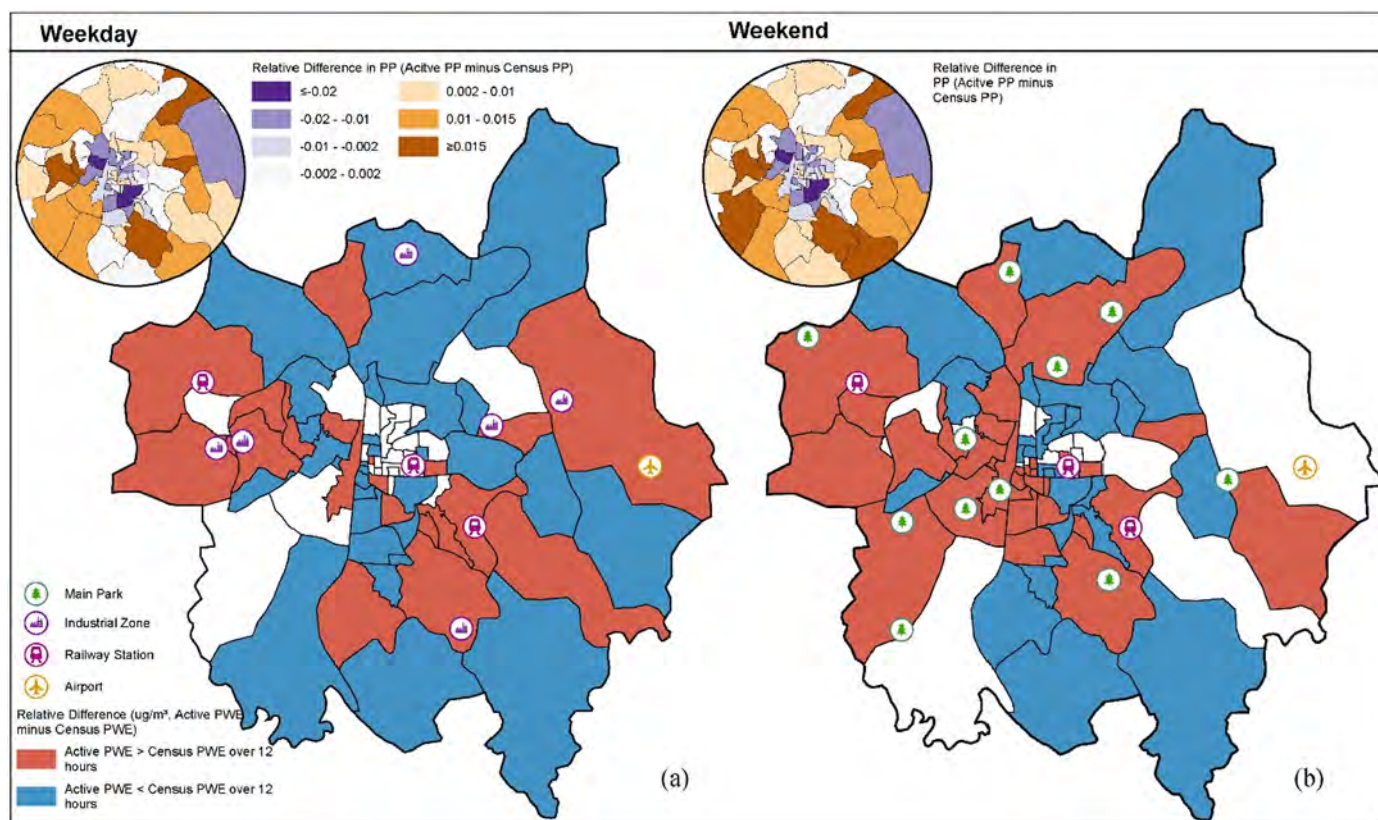 Weekday
Weekend
Relative Difference in PP (Acitve PP minus Census PP)
≤-0.02
0.002 - 0.01
-0.02 - -0.01
0.01 - 0.015
-0.01 - -0.002
≥0.015
-0.002 - 0.002
Relative Difference in
PP (Acitve PP minus
Census PP)
Main Park
Industrial Zone
Railway Station
Airport
Relative Difference (ug/m³, Active PWE
minus Census PWE)
Active PWE > Census PWE over 12
hours
Active PWE < Census PWE over 12
hours
(a)
(b)